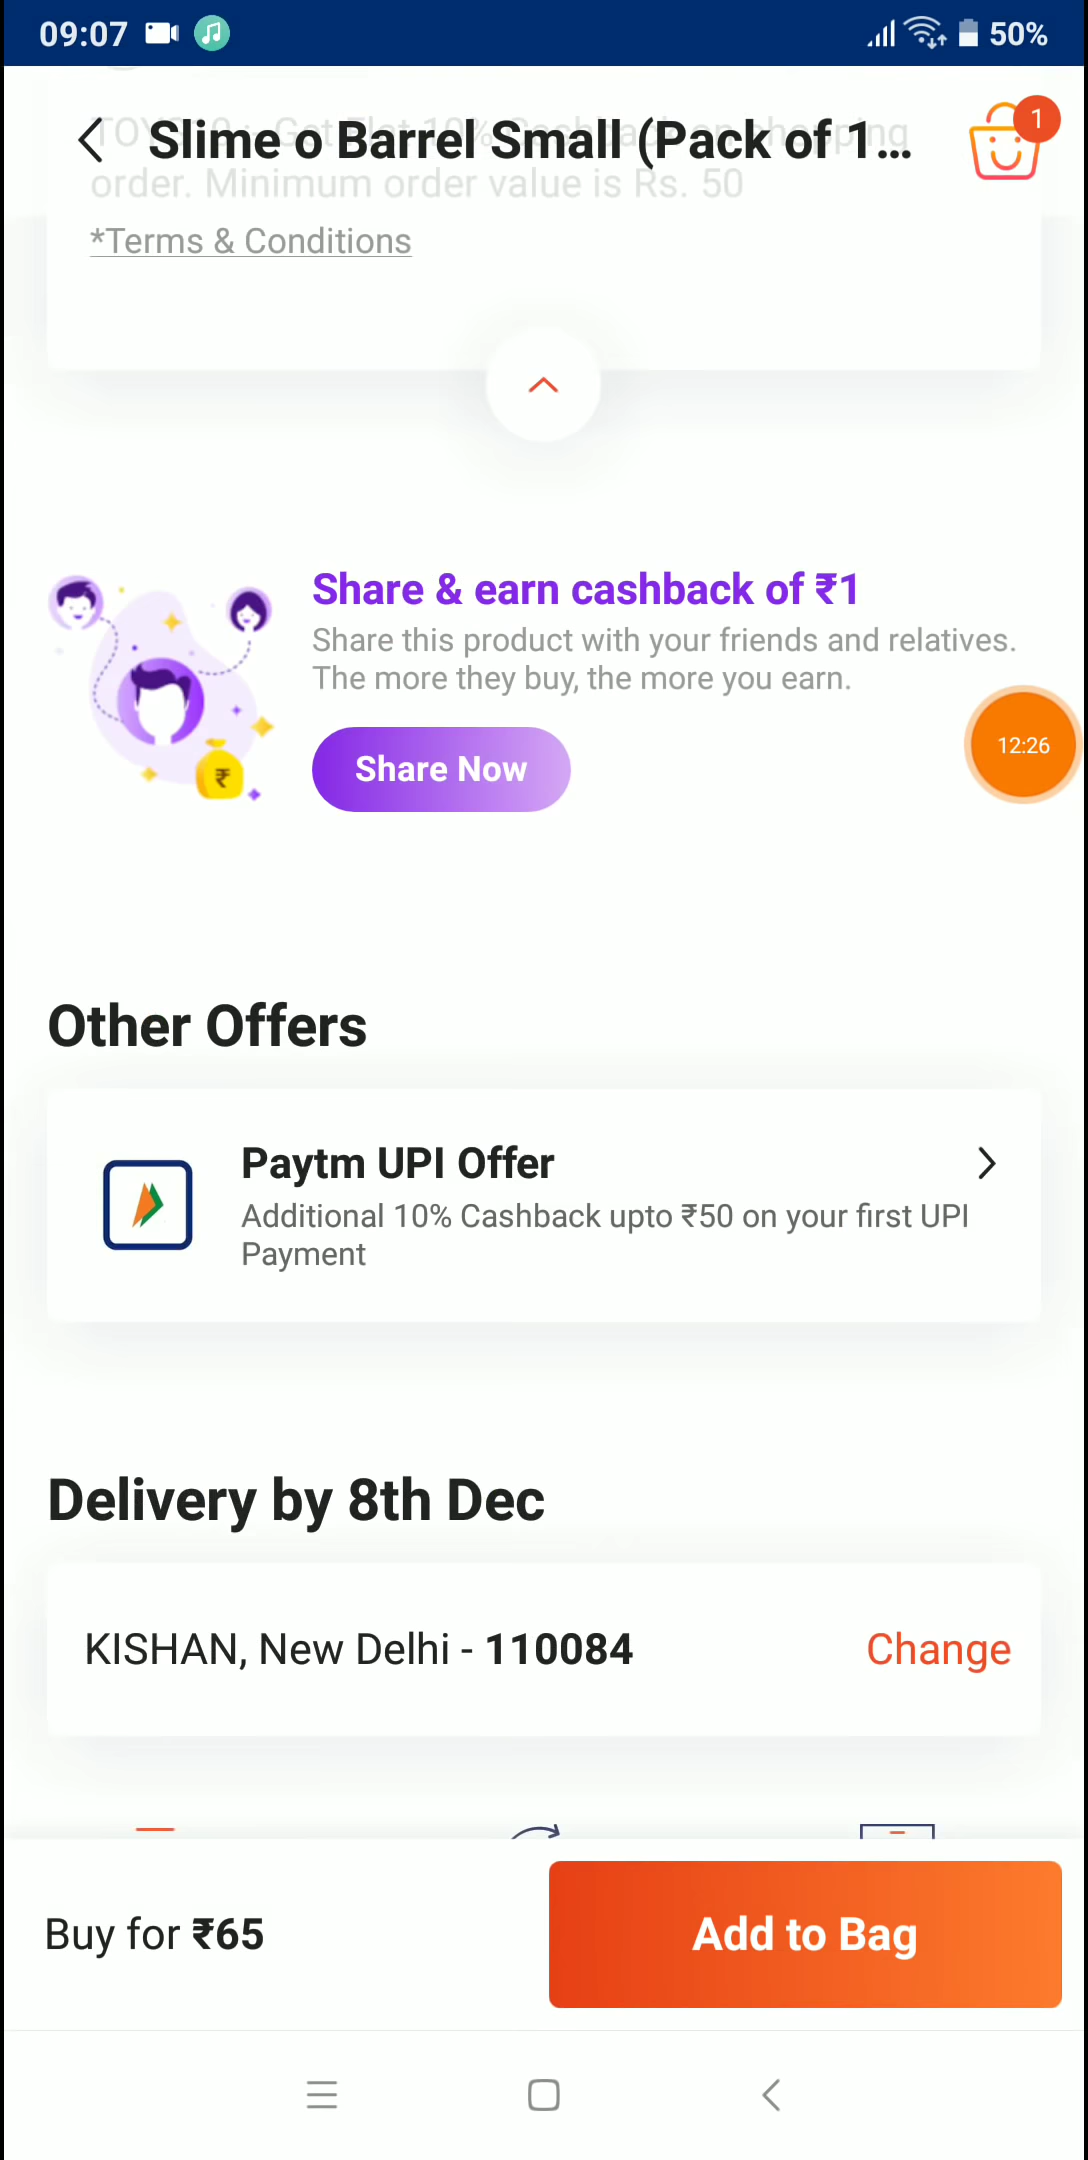 09:07
50%
Slime o Barrel Small (Pack of 1...
1
order. Minimum order value is Rs. 50
*Terms & Conditions
Share & earn cashback of ₹1
Share this product with your friends and relatives.
The more they buy, the more you earn.
Share Now
12:26
Other Offers
Paytm UPI Offer
Additional 10% Cashback upto ₹50 on your first UPI
Payment
Delivery by 8th Dec
KISHAN, New Delhi - 110084
Change
Buy for ₹65
Add to Bag